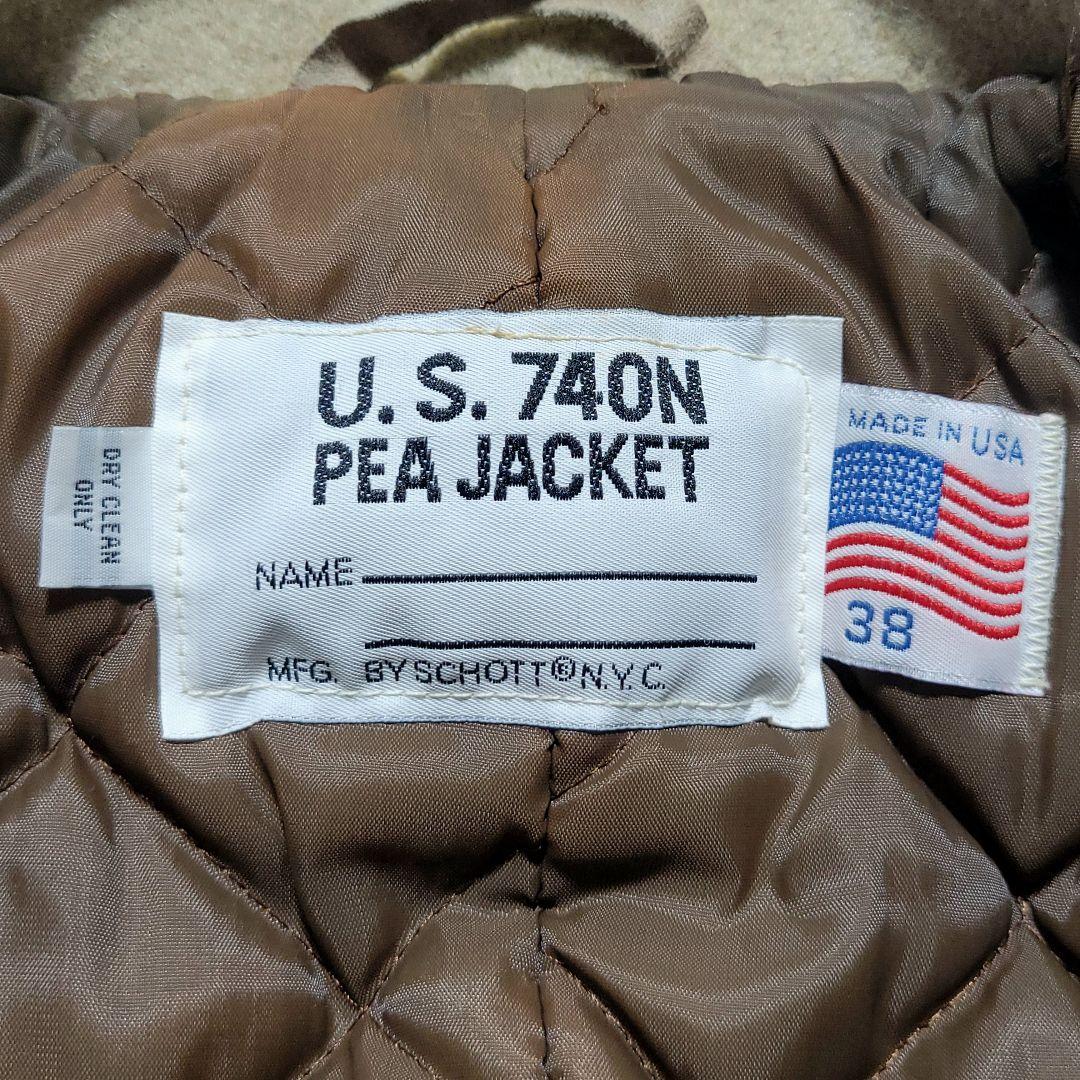 U.S. 740N
PEA JACKET
NAME
MFG. BY SCHOTT® N.Y.C.
DRY CLEAN
ONLY
MADE IN USA
38